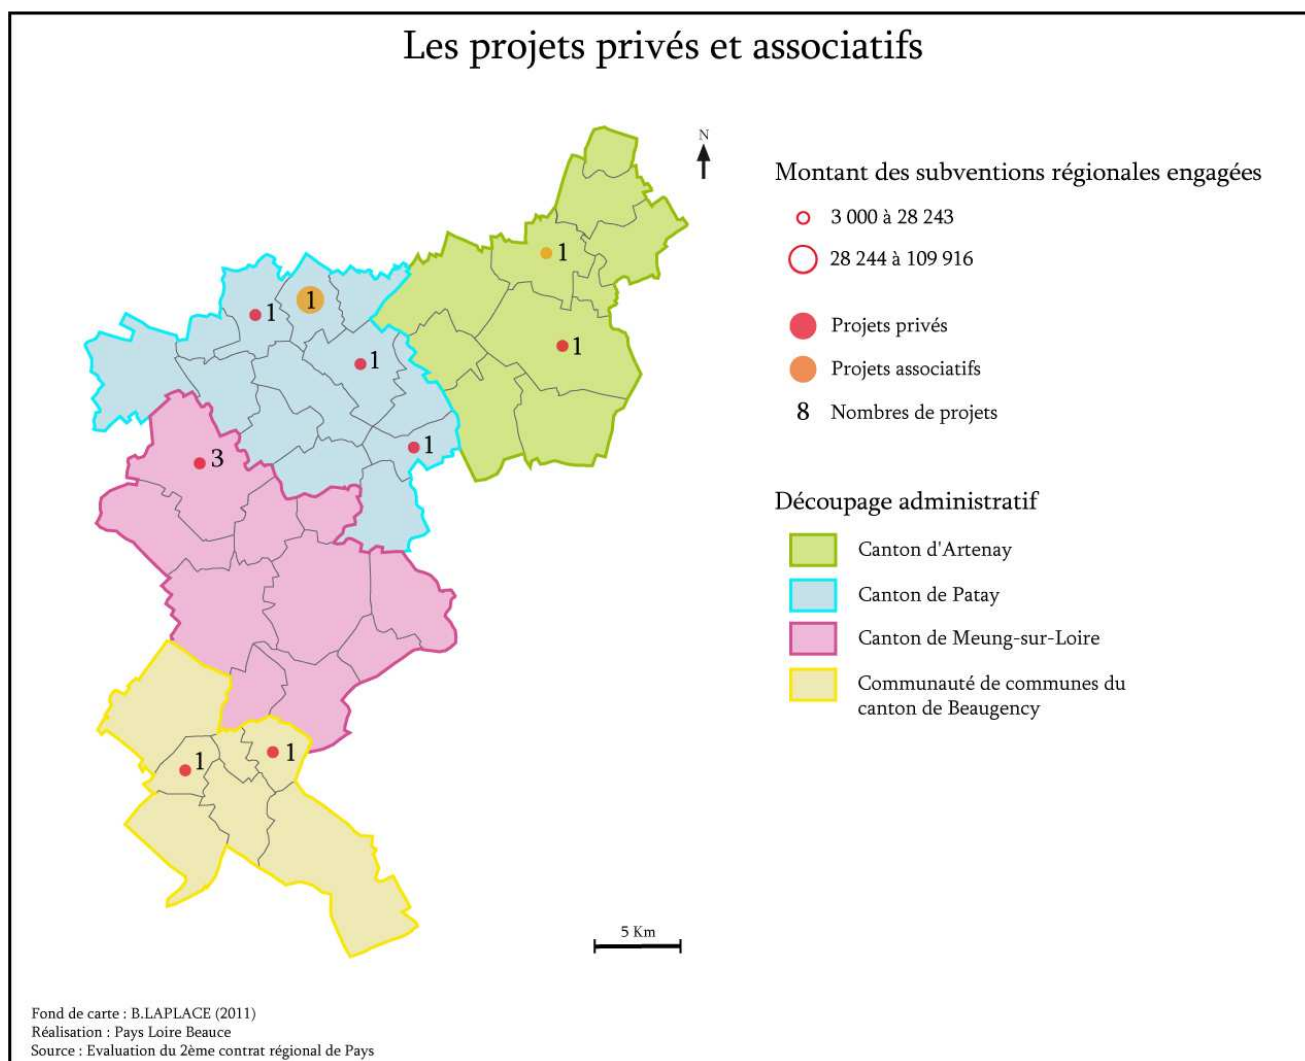 Les projets privés et associatifs
N
Montant des subventions régionales engagées
3 000 à 28 243
28 244 à 109 916
Projets privés
Projets associatifs
8 Nombres de projets
Découpage administratif
Canton d'Artenay
Canton de Patay
Canton de Meung-sur-Loire
Communauté de communes du
canton de Beaugency
1
1
1
1
1
1
3
1
1
5 Km
Fond de carte : B.LAPLACE (2011)
Réalisation : Pays Loire Beauce
Source : Evaluation du 2ème contrat régional de Pays